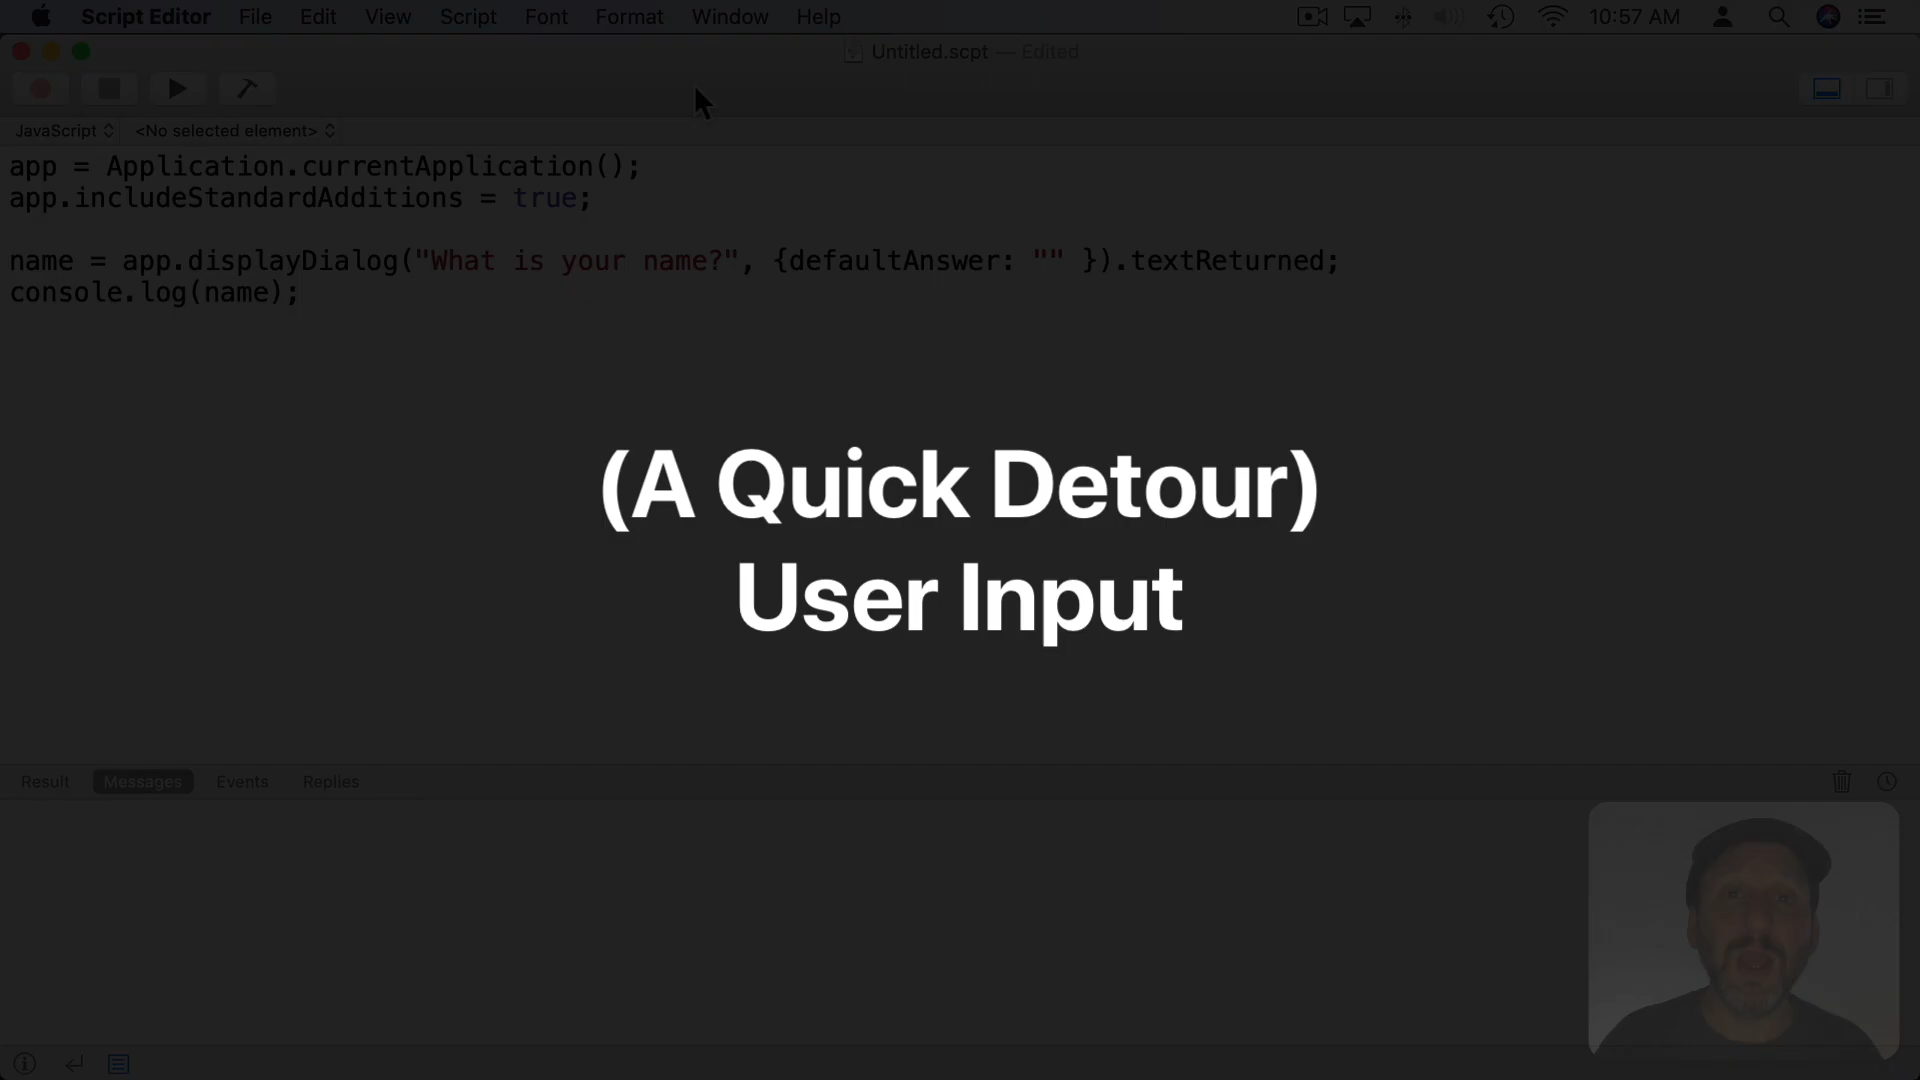 Script Editor File Edit View Script Font Format Window Help 10:57 AM
Untitled.scpt — Edited
JavaScript <No selected element>
app = Application.currentApplication();
app.includeStandardAdditions = true;
name = app.displayDialog("What is your name?", {defaultAnswer: "" }).textReturned;
console.log(name);
(A Quick Detour)
User Input
Result Messages Events Replies